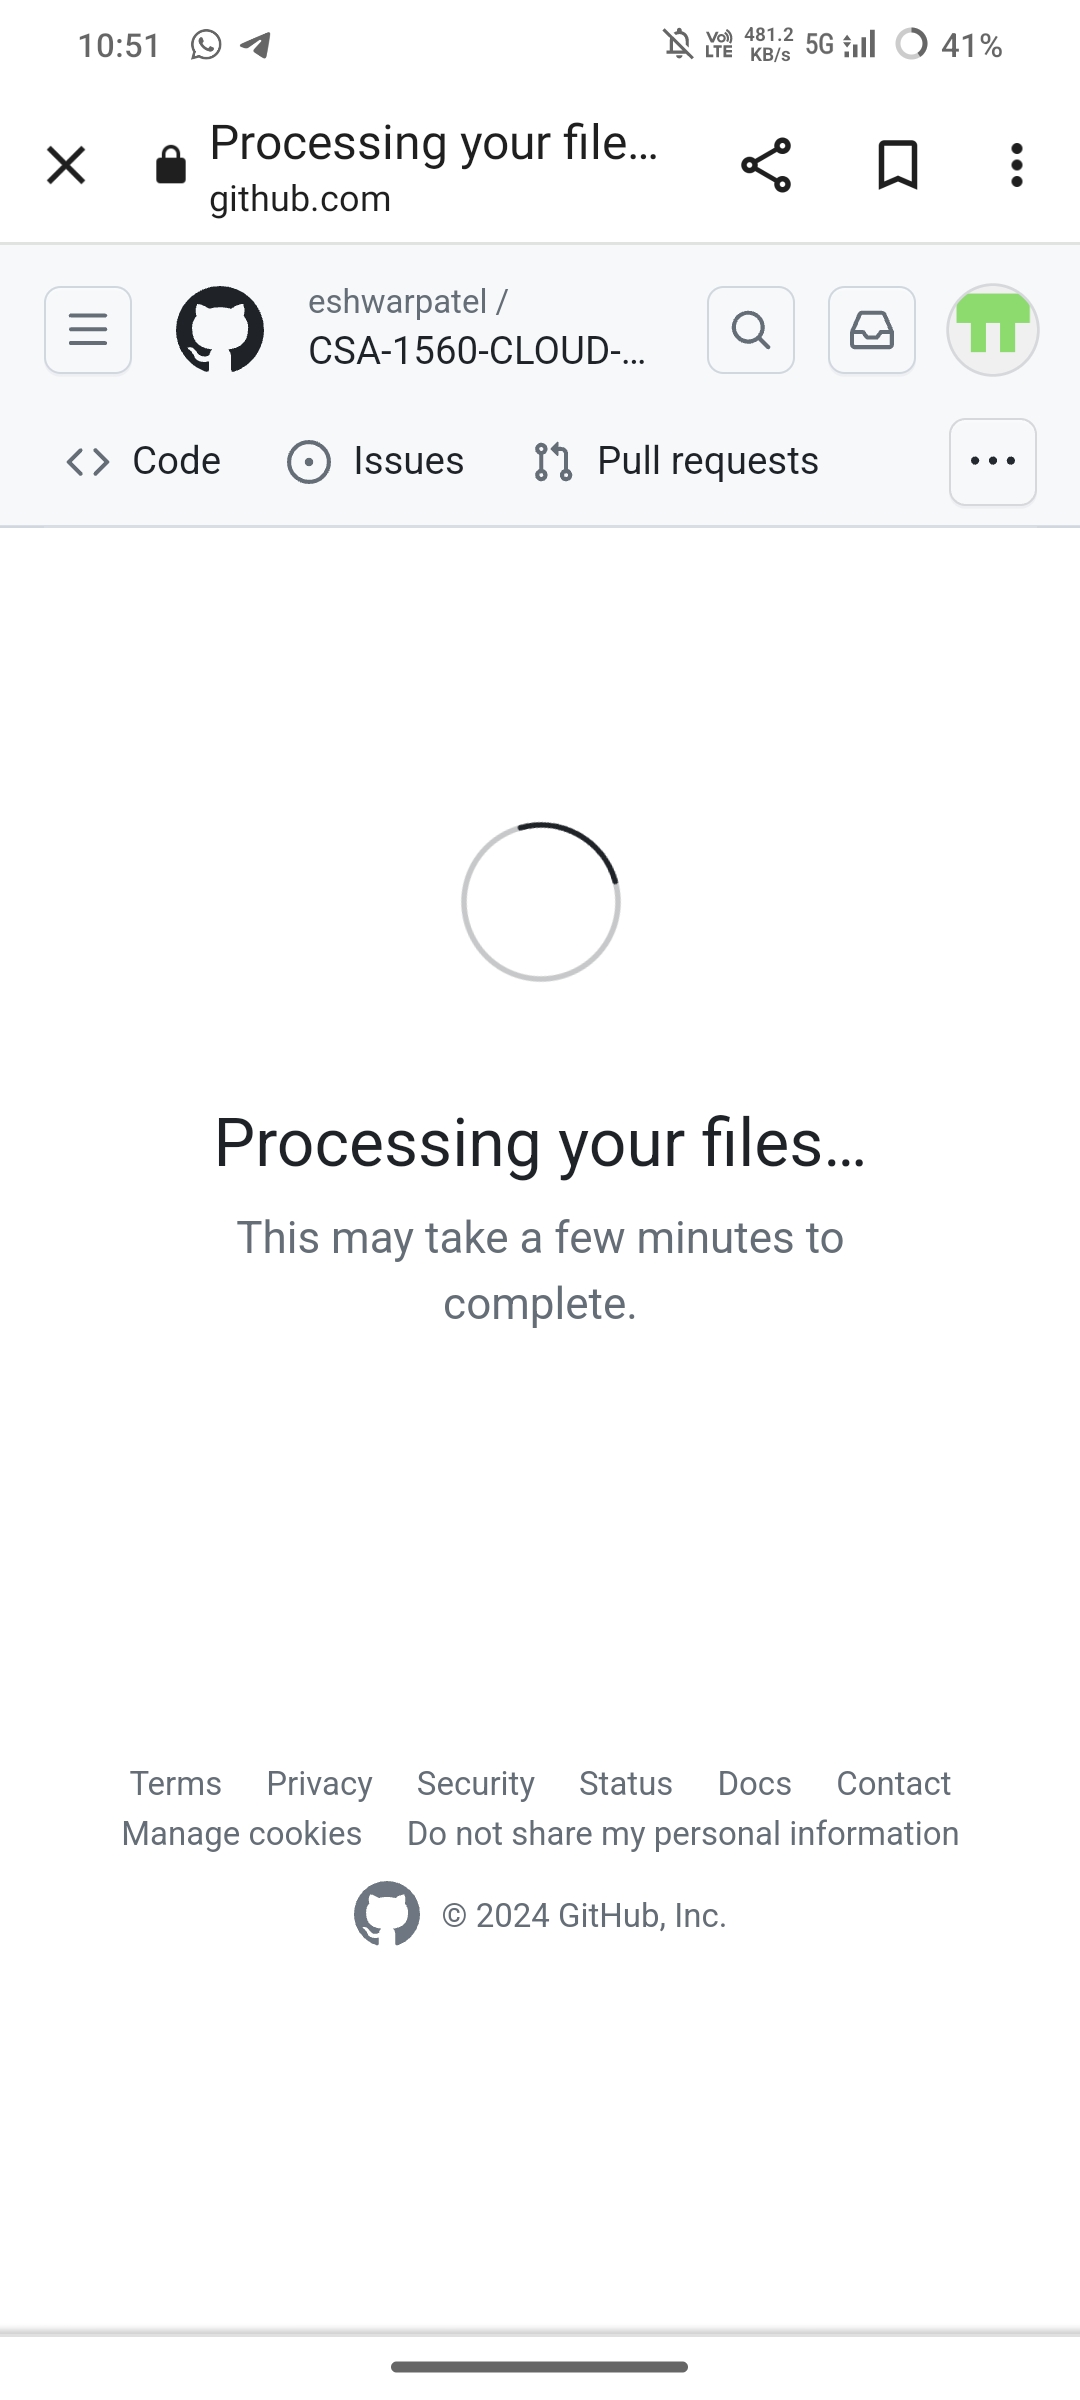 10:51
VoLTE 481.2 KB/s 5G 41%
Processing your file...
github.com
eshwarpatel /
CSA-1560-CLOUD-...
Code Issues Pull requests
Processing your files...
This may take a few minutes to
complete.
Terms Privacy Security Status Docs Contact
Manage cookies Do not share my personal information
© 2024 GitHub, Inc.